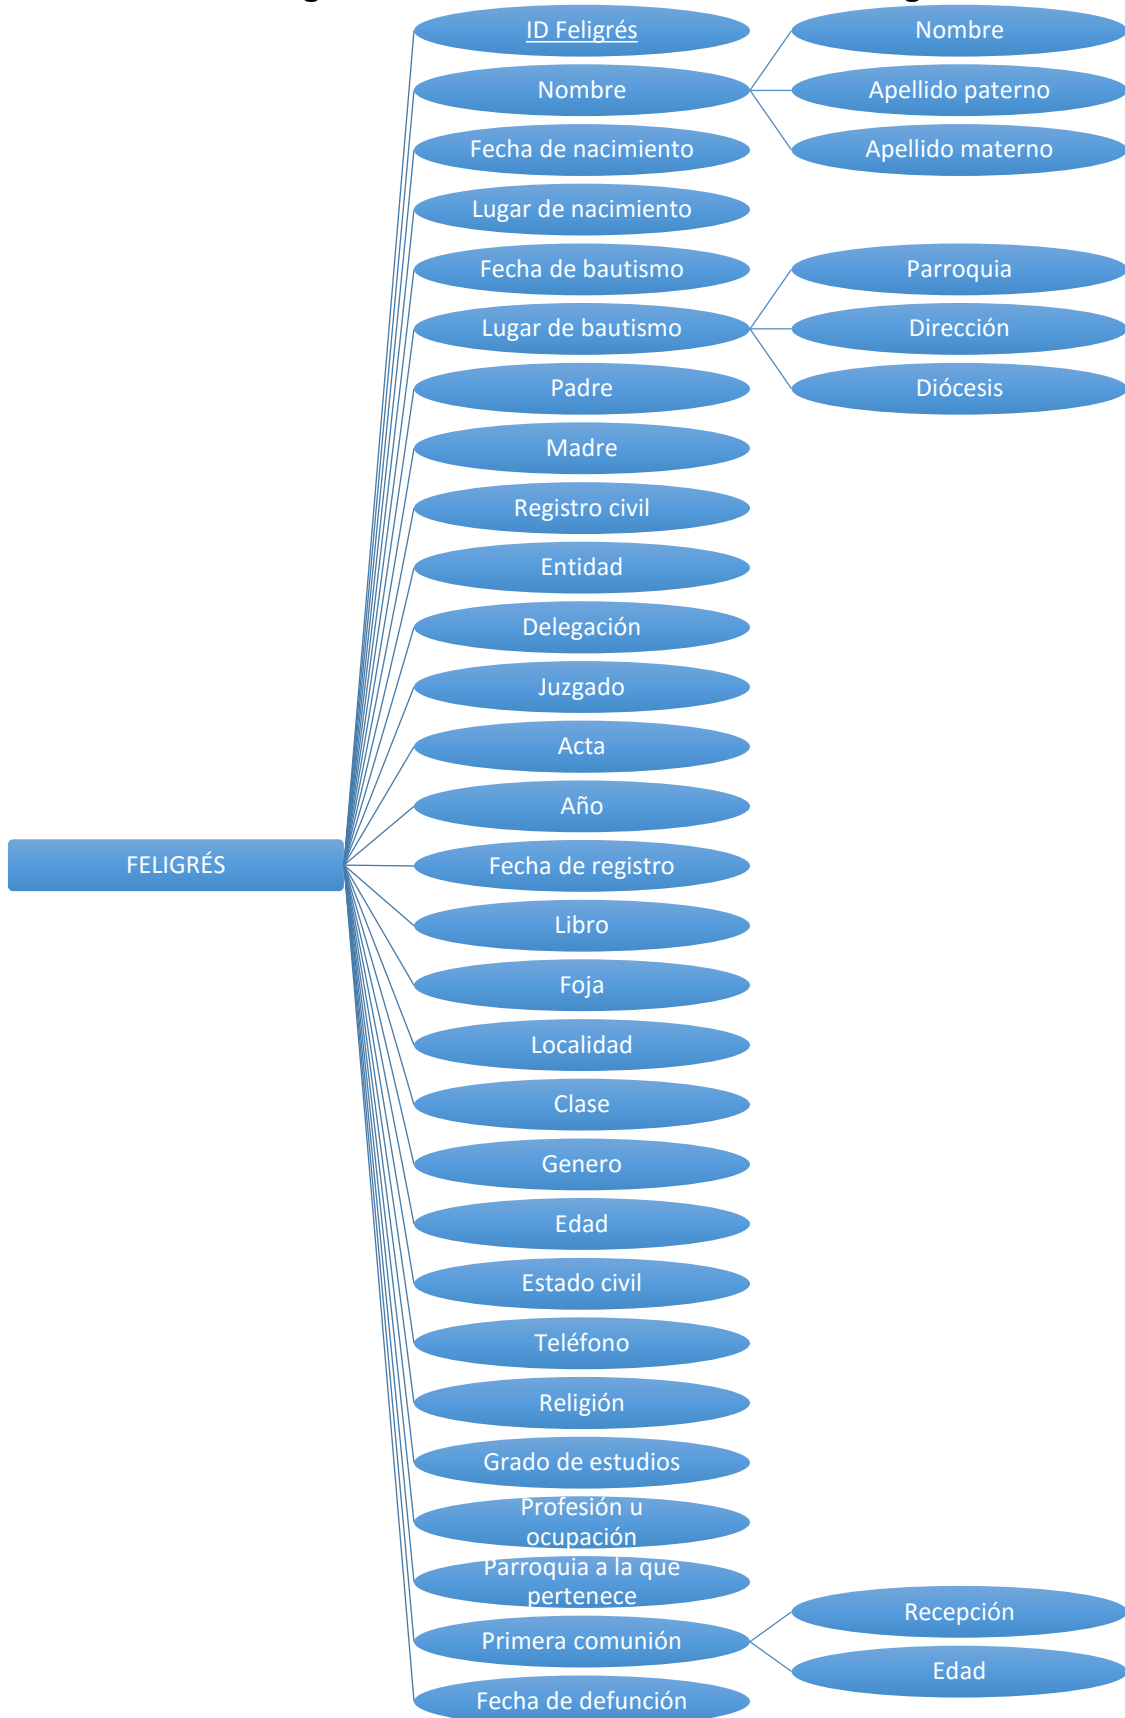 ID Feligrés
Nombre
Nombre
Apellido paterno
Apellido materno
Fecha de nacimiento
Lugar de nacimiento
Fecha de bautismo
Lugar de bautismo
Parroquia
Dirección
Diócesis
Padre
Madre
Registro civil
Entidad
Delegación
Juzgado
Acta
Año
FELIGRÉS
Fecha de registro
Libro
Foja
Localidad
Clase
Genero
Edad
Estado civil
Teléfono
Religión
Grado de estudios
Profesión u
ocupación
Parroquia a la que
pertenece
Primera comunión
Recepción
Edad
Fecha de defunción